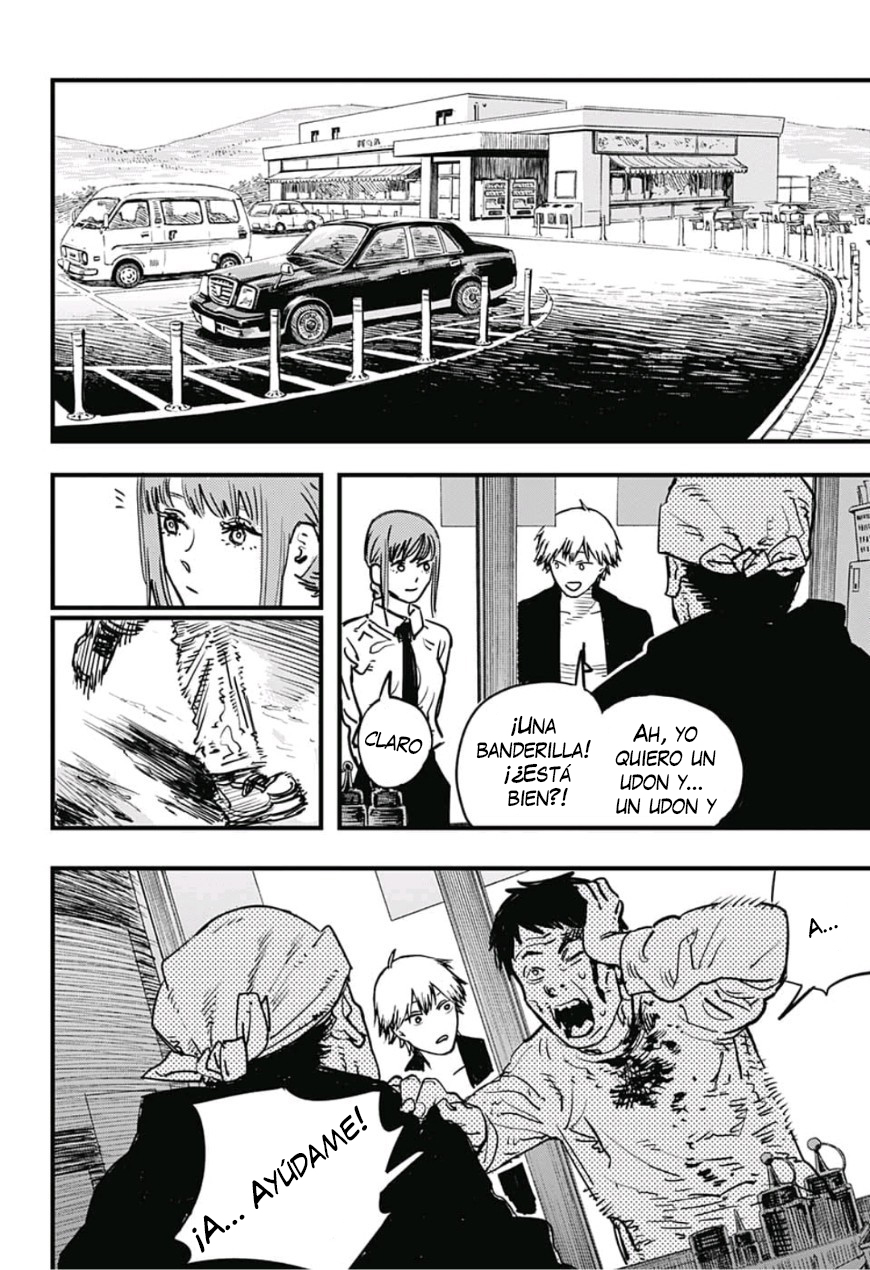 AH, YO
QUIERO UN
UDON Y...
UN UDON Y
¡UNA
BANDERILLA!
¡¿ESTÁ
BIEN?!
CLARO
A...
¡A... AYÚDAME!